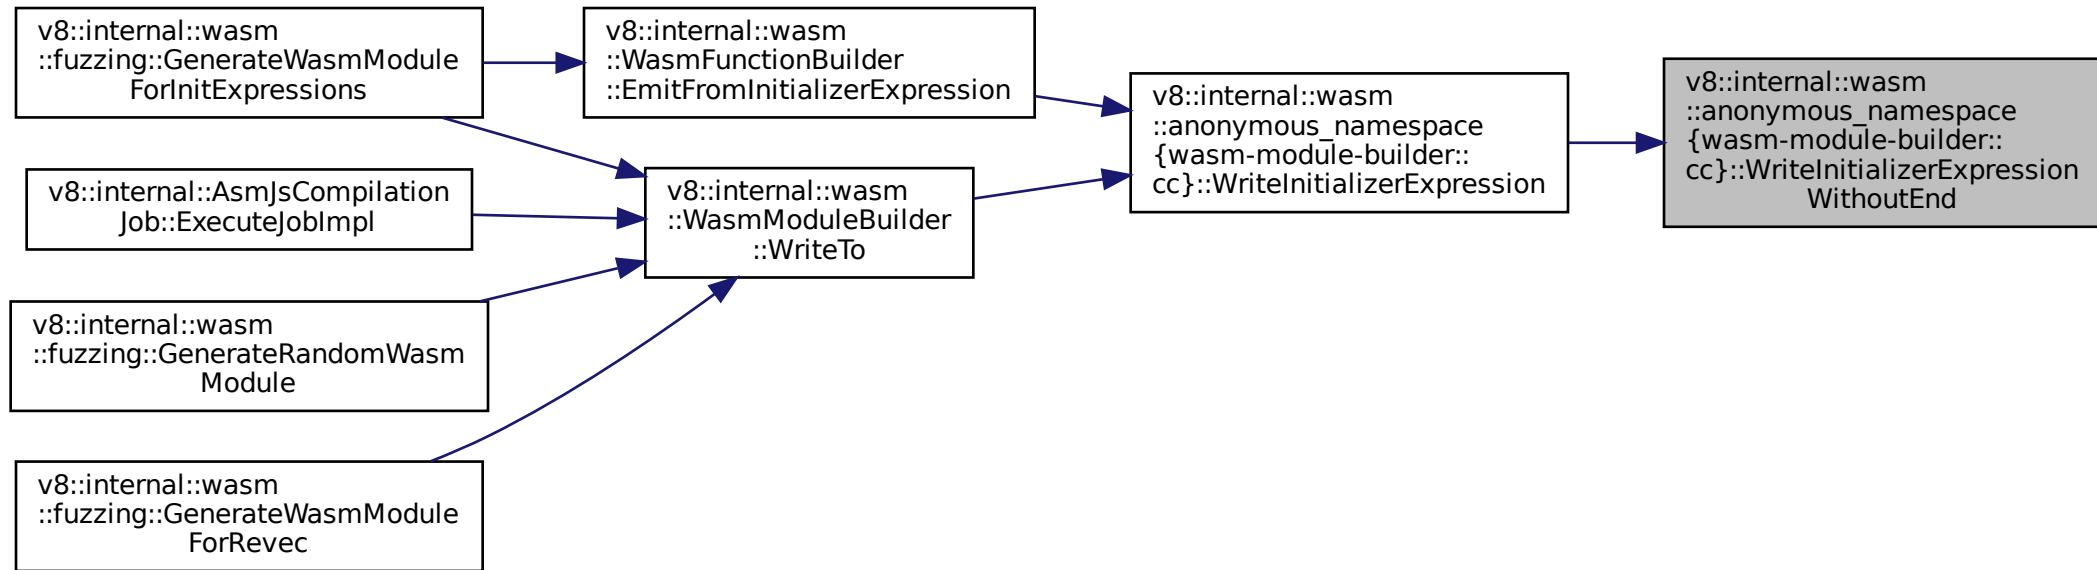 v8::internal::wasm
::fuzzing::GenerateWasmModule
ForInitExpressions
v8::internal::wasm
::WasmFunctionBuilder
::EmitFromInitializerExpression
v8::internal::wasm
::anonymous_namespace
{wasm-module-builder::
cc}::WriteInitializerExpression
v8::internal::wasm
::anonymous_namespace
{wasm-module-builder::
cc}::WriteInitializerExpression
WithoutEnd
v8::internal::AsmJsCompilation
Job::ExecuteJobImpl
v8::internal::wasm
::WasmModuleBuilder
::WriteTo
v8::internal::wasm
::fuzzing::GenerateRandomWasm
Module
v8::internal::wasm
::fuzzing::GenerateWasmModule
ForRevec